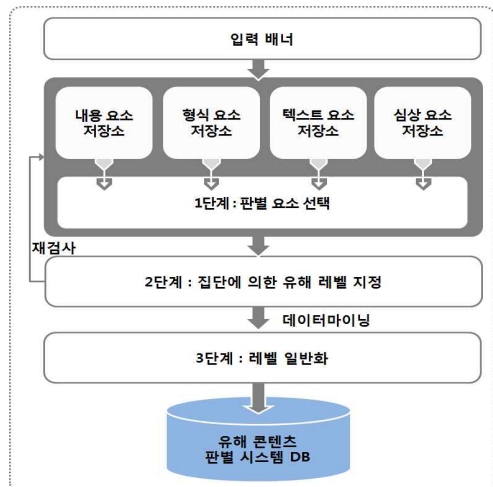 입력 배너
내용 요소
저장소
형식 요소
저장소
텍스트 요소
저장소
심상 요소
저장소
1단계 : 판별 요소 선택
재검사
2단계 : 집단에 의한 유해 레벨 지정
데이터마이닝
3단계 : 레벨 일반화
유해 콘텐츠
판별 시스템 DB